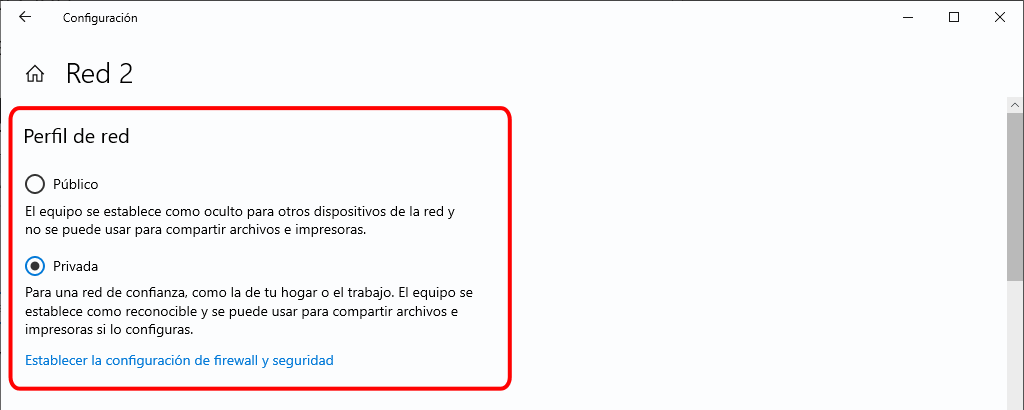 Configuración
Red 2
Perfil de red
Público
El equipo se establece como oculto para otros dispositivos de la red y
no se puede usar para compartir archivos e impresoras.
Privada
Para una red de confianza, como la de tu hogar o el trabajo. El equipo se
establece como reconocible y se puede usar para compartir archivos e
impresoras si lo configuras.
Establecer la configuración de firewall y seguridad